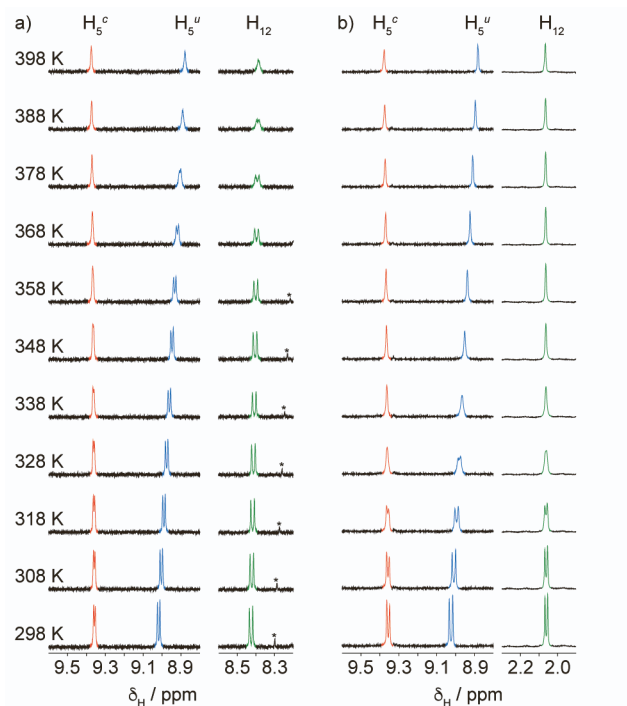 a) H₅ᶜ H₅ᵘ H₁₂ b) H₅ᶜ H₅ᵘ H₁₂
398 K
388 K
378 K
368 K
358 K *
348 K *
338 K *
328 K *
318 K *
308 K *
298 K *
9.5 9.3 9.1 8.9 8.5 8.3 9.5 9.3 9.1 8.9 2.2 2.0
δH / ppm δH / ppm